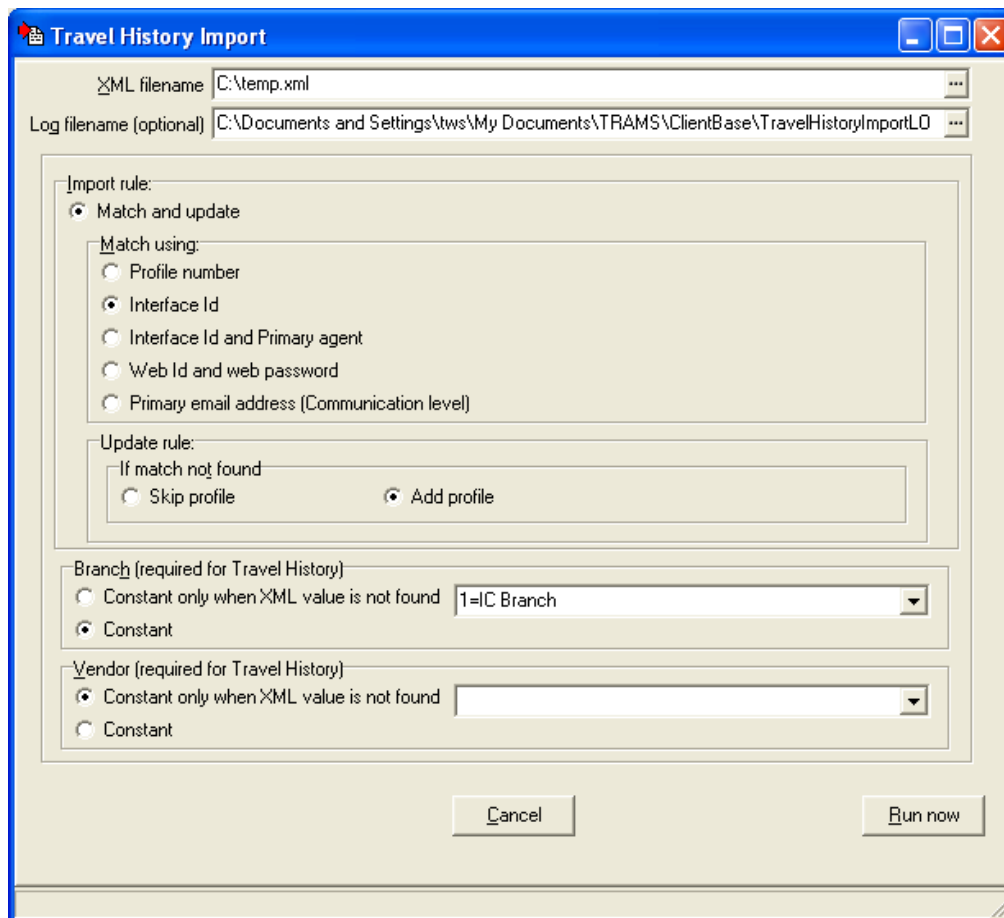 Travel History Import
XML filename C:\temp.xml ...
Log filename (optional) C:\Documents and Settings\tws\My Documents\TRAMS\ClientBase\TravelHistoryImportLO ...
Import rule:
Match and update
Match using:
Profile number
Interface Id
Interface Id and Primary agent
Web Id and web password
Primary email address (Communication level)
Update rule:
If match not found
Skip profile Add profile
Branch (required for Travel History)
Constant only when XML value is not found 1=IC Branch
Constant
Vendor (required for Travel History)
Constant only when XML value is not found
Constant
Cancel Run now